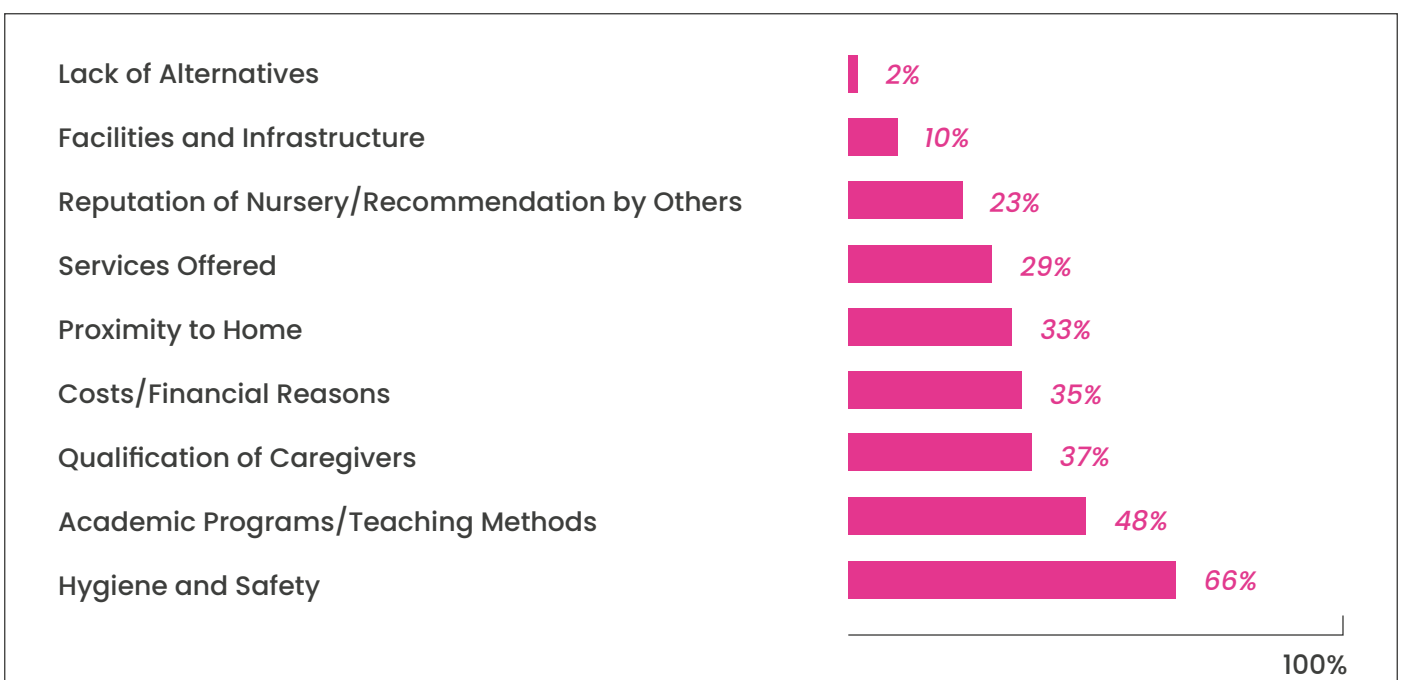 Lack of Alternatives 2%
Facilities and Infrastructure 10%
Reputation of Nursery/Recommendation by Others 23%
Services Offered 29%
Proximity to Home 33%
Costs/Financial Reasons 35%
Qualification of Caregivers 37%
Academic Programs/Teaching Methods 48%
Hygiene and Safety 66%
100%